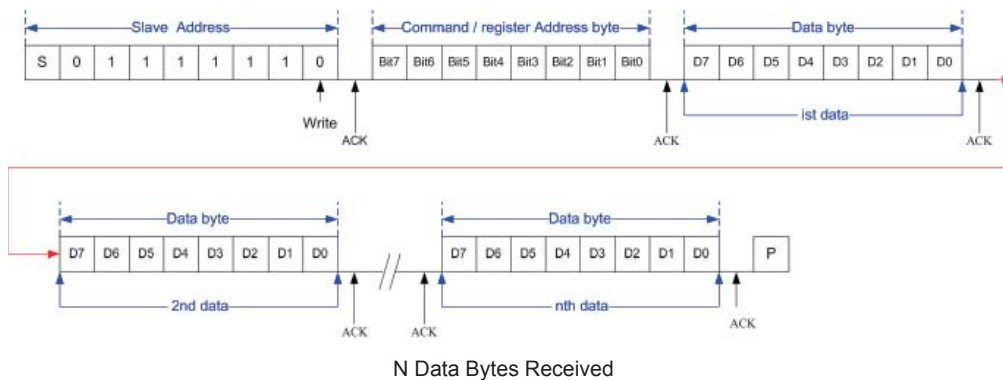 Slave Address Command / register Address byte Data byte
S 0 1 1 1 1 1 1 0 Bit7 Bit6 Bit5 Bit4 Bit3 Bit2 Bit1 Bit0 D7 D6 D5 D4 D3 D2 D1 D0
Write ACK ACK ist data ACK
Data byte Data byte
D7 D6 D5 D4 D3 D2 D1 D0 D7 D6 D5 D4 D3 D2 D1 D0 P
2nd data ACK ACK nth data ACK
N Data Bytes Received